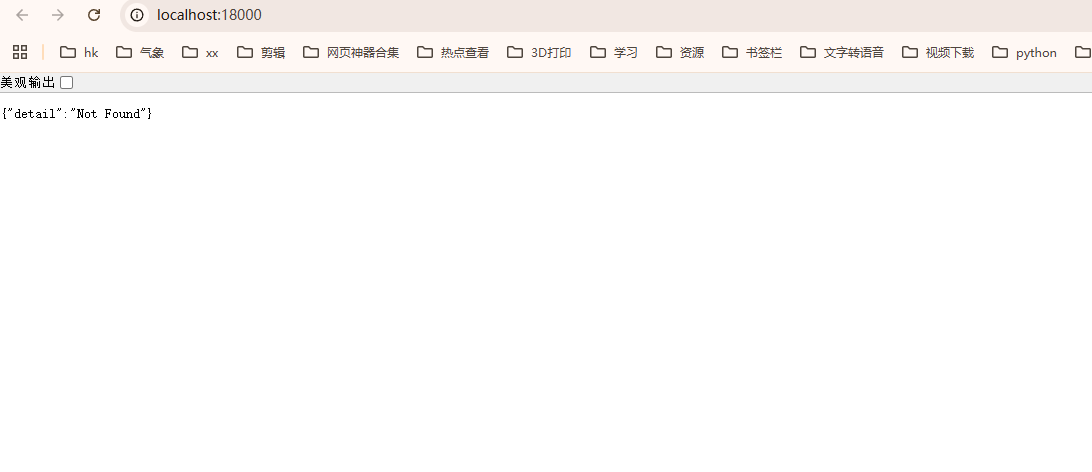 localhost:18000
hk 气象 xx 剪辑 网页神器合集 热点查看 3D打印 学习 资源 书签栏 文字转语音 视频下载 python
美观输出
{"detail":"Not Found"}